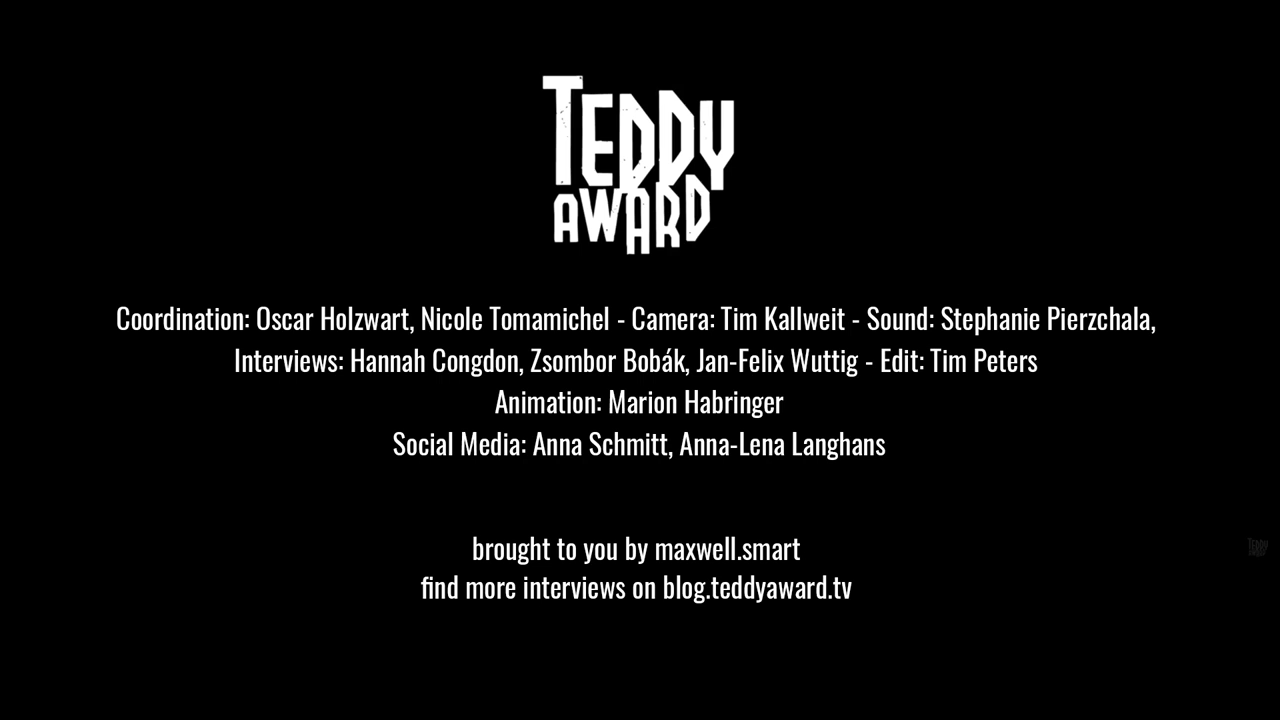 TEDDY
AWARD
Coordination: Oscar Holzwart, Nicole Tomamichel - Camera: Tim Kallweit - Sound: Stephanie Pierzchala,
Interviews: Hannah Congdon, Zsombor Bobák, Jan-Felix Wuttig - Edit: Tim Peters
Animation: Marion Habringer
Social Media: Anna Schmitt, Anna-Lena Langhans
brought to you by maxwell.smart
TEDDY
find more interviews on blog.teddyaward.tv